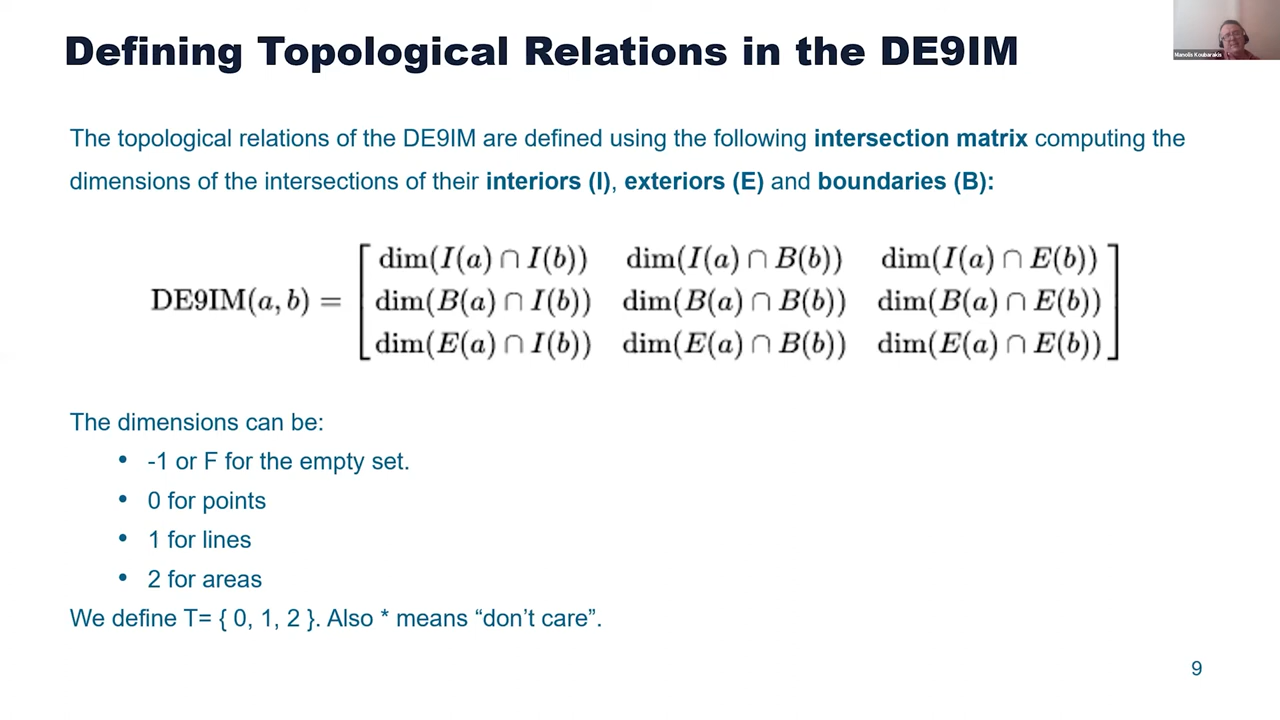 Defining Topological Relations in the DE9IM
Manolis Koubarakis
The topological relations of the DE9IM are defined using the following intersection matrix computing the
dimensions of the intersections of their interiors (I), exteriors (E) and boundaries (B):
DE9IM(a, b) = [ dim(I(a) ∩ I(b)) dim(I(a) ∩ B(b)) dim(I(a) ∩ E(b))
dim(B(a) ∩ I(b)) dim(B(a) ∩ B(b)) dim(B(a) ∩ E(b))
dim(E(a) ∩ I(b)) dim(E(a) ∩ B(b)) dim(E(a) ∩ E(b)) ]
The dimensions can be:
• -1 or F for the empty set.
• 0 for points
• 1 for lines
• 2 for areas
We define T= { 0, 1, 2 }. Also * means “don’t care”.
9